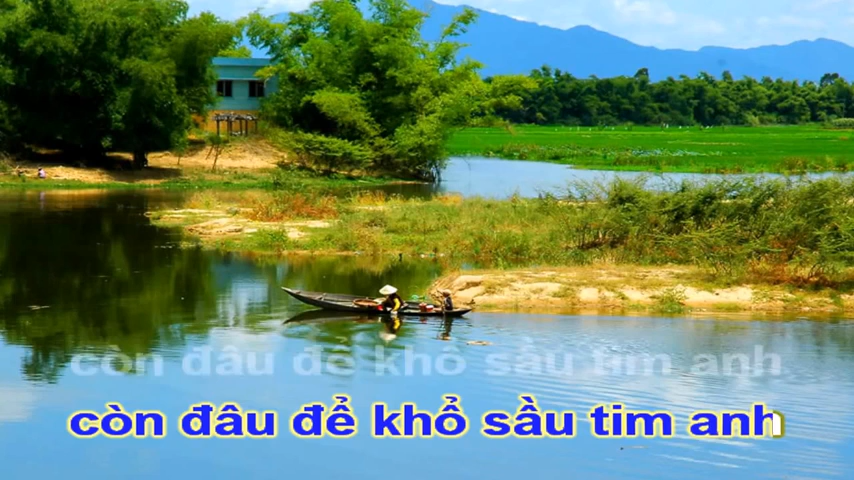 còn đâu để khổ sầu tim anh
còn đâu để khổ sầu tim anh